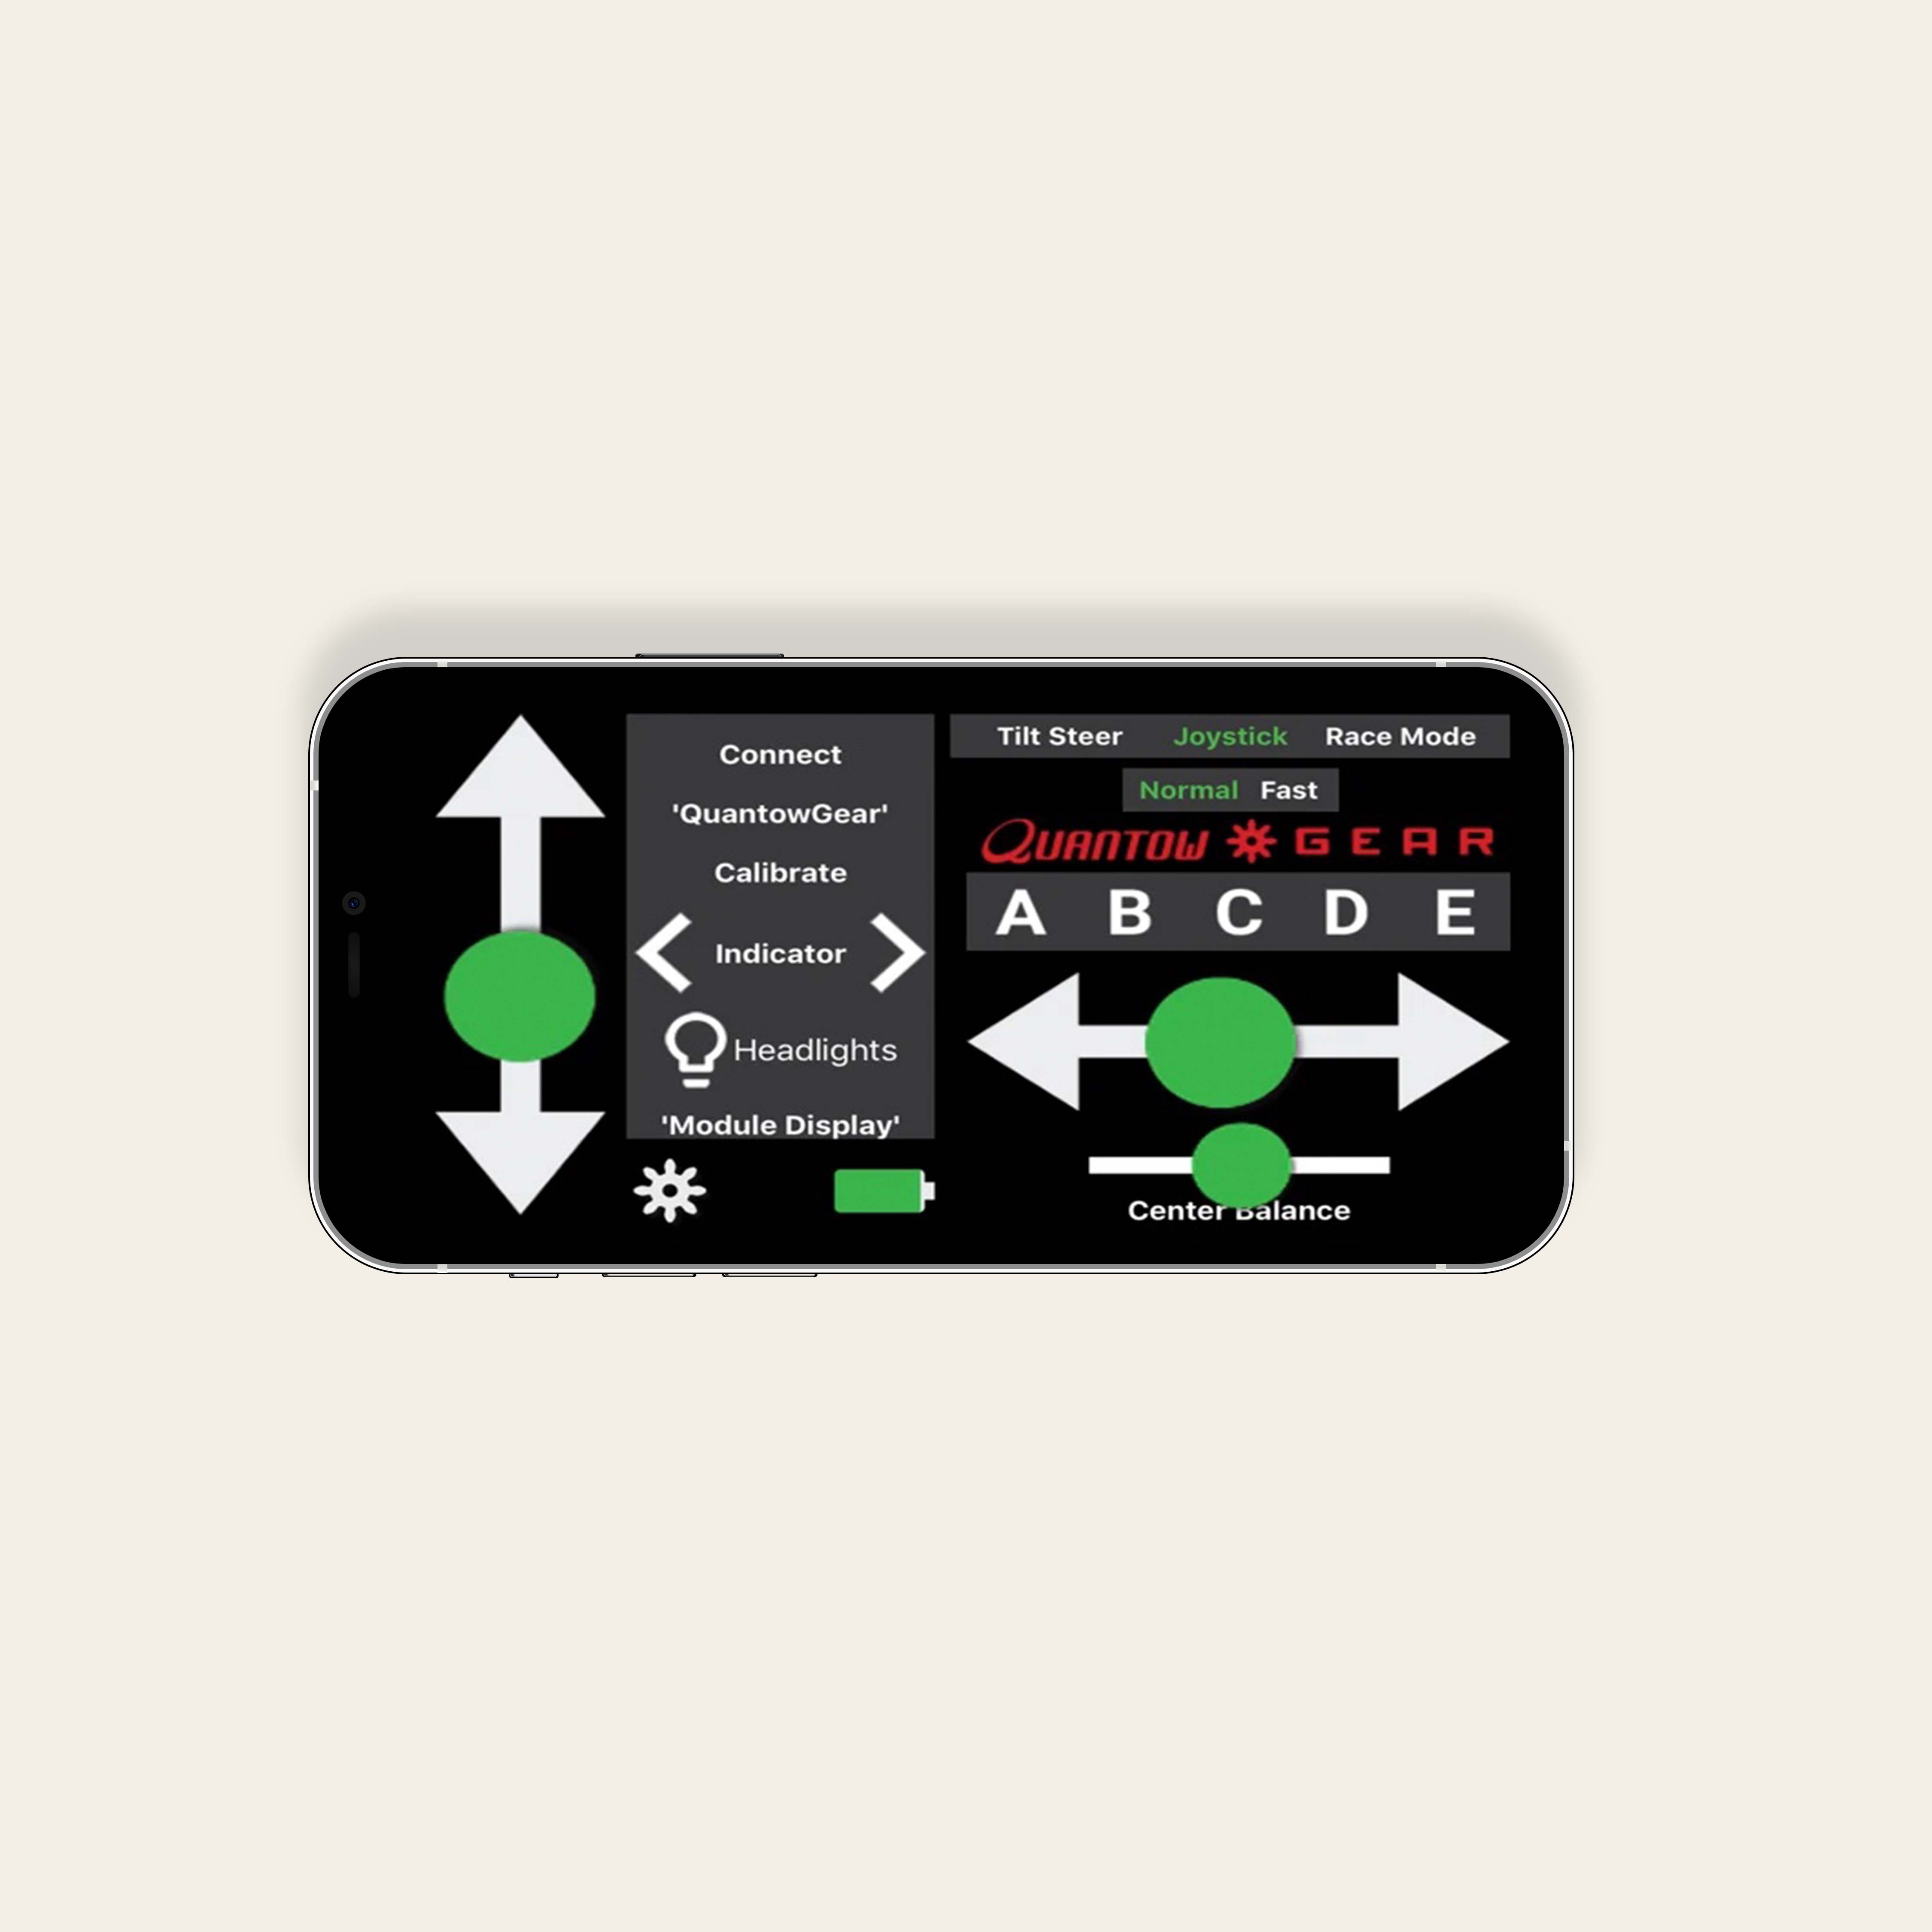 Connect
'QuantowGear'
Calibrate
Indicator
Headlights
'Module Display'
Tilt Steer Joystick Race Mode
Normal Fast
QUANTOW GEAR
A B C D E
Center Balance